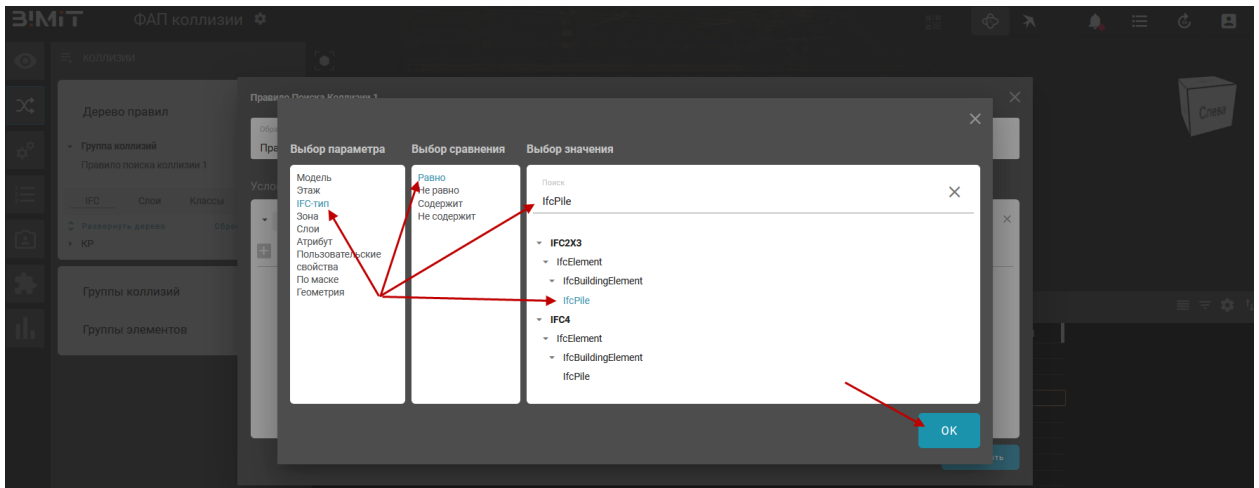 BIMiT
ФАП коллизии
коллизии
Дерево правил
Группа коллизий
Правило поиска коллизии 1
IFC Слои Классы
Развернуть дерево
КР
Группы коллизий
Группы элементов
Слева
Правило Поиска Коллизии 1
Выбор параметра
Модель
Этаж
IFC-тип
Зона
Слои
Атрибут
Пользовательские
свойства
По маске
Геометрия
Выбор сравнения
Равно
Не равно
Содержит
Не содержит
Выбор значения
Поиск
IfcPile
IFC2X3
IfcElement
IfcBuildingElement
IfcPile
IFC4
IfcElement
IfcBuildingElement
IfcPile
OK